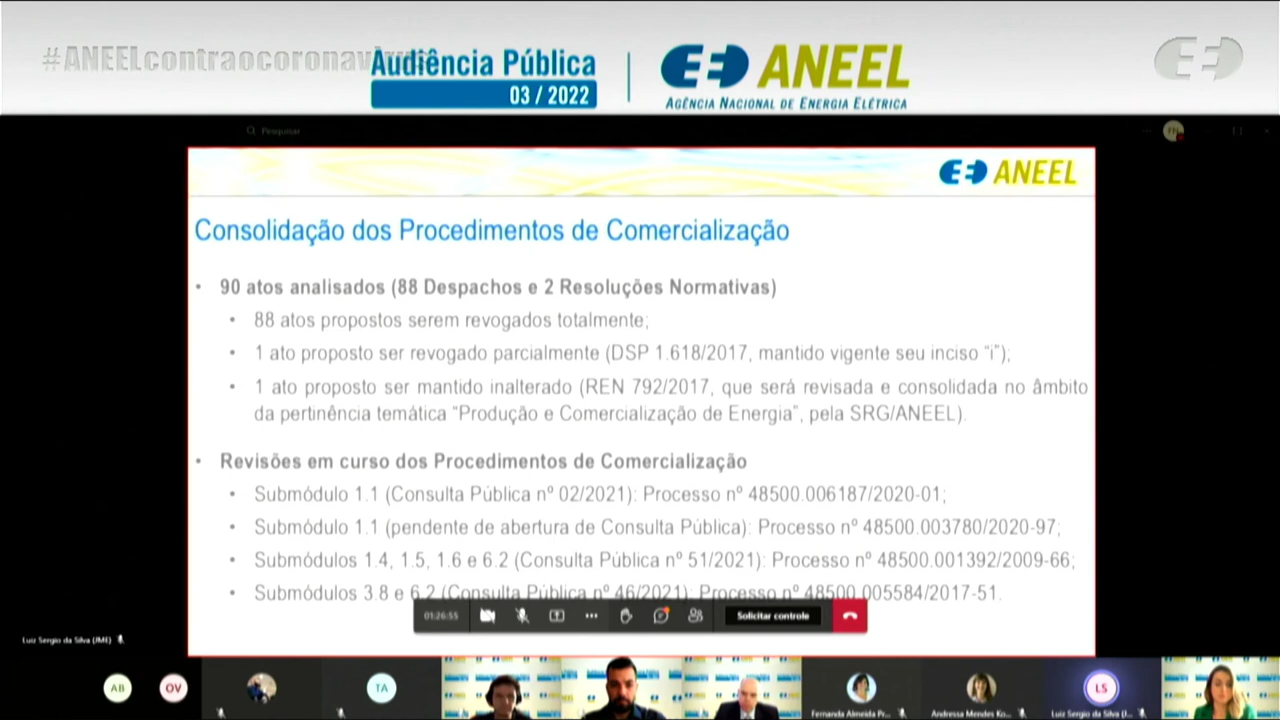 #ANEELcontraocoronav
Audiência Pública
03 / 2022
ANEEL
AGÊNCIA NACIONAL DE ENERGIA ELÉTRICA
Pesquisar
FN
ANEEL
Consolidação dos Procedimentos de Comercialização
• 90 atos analisados (88 Despachos e 2 Resoluções Normativas)
• 88 atos propostos serem revogados totalmente;
• 1 ato proposto ser revogado parcialmente (DSP 1.618/2017, mantido vigente seu inciso “i”);
• 1 ato proposto ser mantido inalterado (REN 792/2017, que será revisada e consolidada no âmbito
da pertinência temática “Produção e Comercialização de Energia”, pela SRG/ANEEL).
• Revisões em curso dos Procedimentos de Comercialização
• Submódulo 1.1 (Consulta Pública nº 02/2021): Processo nº 48500.006187/2020-01;
• Submódulo 1.1 (pendente de abertura de Consulta Pública): Processo nº 48500.003780/2020-97;
• Submódulos 1.4, 1.5, 1.6 e 6.2 (Consulta Pública nº 51/2021): Processo nº 48500.001392/2009-66;
• Submódulos 3.8 e 6.2 (Consulta Pública nº 46/2021): Processo nº 48500.005584/2017-51.
01:26:55
Solicitar controle
Luiz Sergio da Silva (JME)
AB
OV
TA
LS
Fernanda Almeida Pr...
Andressa Mendes Ko...
Luiz Sergio da Silva (J...